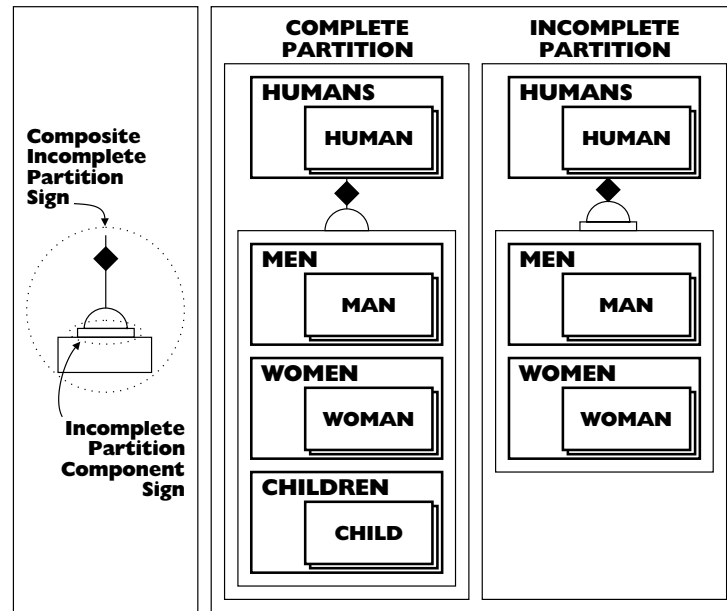 Composite
Incomplete
Partition
Sign
Incomplete
Partition
Component
Sign
COMPLETE
PARTITION
HUMANS
HUMAN
MEN
MAN
WOMEN
WOMAN
CHILDREN
CHILD
INCOMPLETE
PARTITION
HUMANS
HUMAN
MEN
MAN
WOMEN
WOMAN